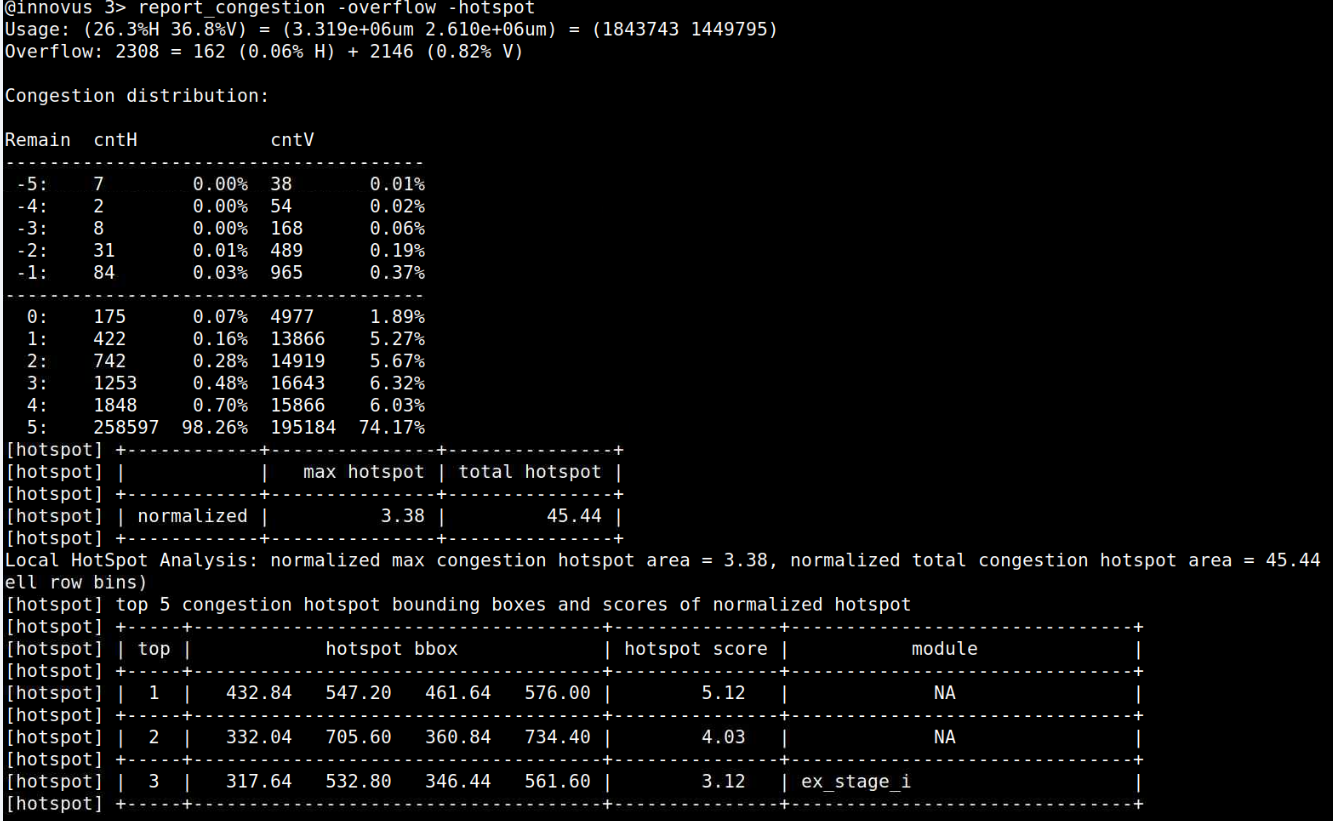 @innovus 3> report_congestion -overflow -hotspot
Usage: (26.3%H 36.8%V) = (3.319e+06um 2.610e+06um) = (1843743 1449795)
Overflow: 2308 = 162 (0.06% H) + 2146 (0.82% V)
Congestion distribution:
Remain  cntH            cntV
--------------------------------------
 -5:    7        0.00%  38       0.01%
 -4:    2        0.00%  54       0.02%
 -3:    8        0.00%  168      0.06%
 -2:    31       0.01%  489      0.19%
 -1:    84       0.03%  965      0.37%
--------------------------------------
  0:    175      0.07%  4977     1.89%
  1:    422      0.16%  13866    5.27%
  2:    742      0.28%  14919    5.67%
  3:    1253     0.48%  16643    6.32%
  4:    1848     0.70%  15866    6.03%
  5:    258597  98.26%  195184  74.17%
[hotspot] +------------+---------------+---------------+
[hotspot] |            |   max hotspot | total hotspot |
[hotspot] +------------+---------------+---------------+
[hotspot] | normalized |          3.38 |         45.44 |
[hotspot] +------------+---------------+---------------+
Local HotSpot Analysis: normalized max congestion hotspot area = 3.38, normalized total congestion hotspot area = 45.44
ell row bins)
[hotspot] top 5 congestion hotspot bounding boxes and scores of normalized hotspot
[hotspot] +-----+-------------------------------------+---------------+-------------------------------+
[hotspot] | top |            hotspot bbox             | hotspot score |           module              |
[hotspot] +-----+-------------------------------------+---------------+-------------------------------+
[hotspot] |  1  |   432.84   547.20   461.64   576.00 |        5.12   |             NA                |
[hotspot] +-----+-------------------------------------+---------------+-------------------------------+
[hotspot] |  2  |   332.04   705.60   360.84   734.40 |        4.03   |             NA                |
[hotspot] +-----+-------------------------------------+---------------+-------------------------------+
[hotspot] |  3  |   317.64   532.80   346.44   561.60 |        3.12   | ex_stage_i                    |
[hotspot] +-----+-------------------------------------+---------------+-------------------------------+